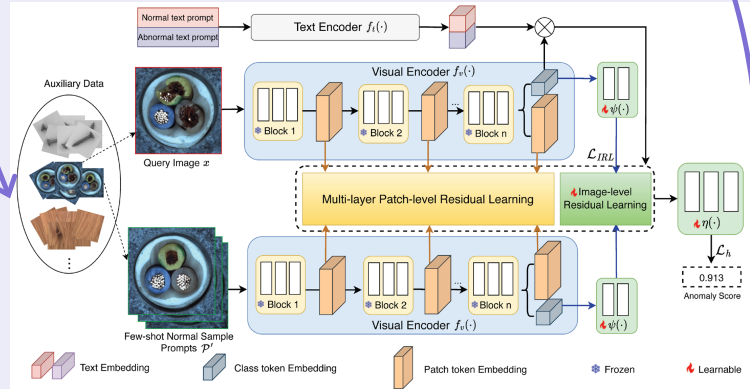 Normal text prompt
Abnormal text prompt
Text Encoder f_t(·)
Auxiliary Data
Visual Encoder f_v(·)
Block 1
Block 2
...
Block n
ψ(·)
Query Image x
ℒ_IRL
Multi-layer Patch-level Residual Learning
Image-level
Residual Learning
η(·)
ℒ_h
0.913
Anomaly Score
Block 1
Block 2
...
Block n
Visual Encoder f_v(·)
ψ(·)
Few-shot Normal Sample
Prompts 𝒫′
Text Embedding
Class token Embedding
Patch token Embedding
Frozen
Learnable